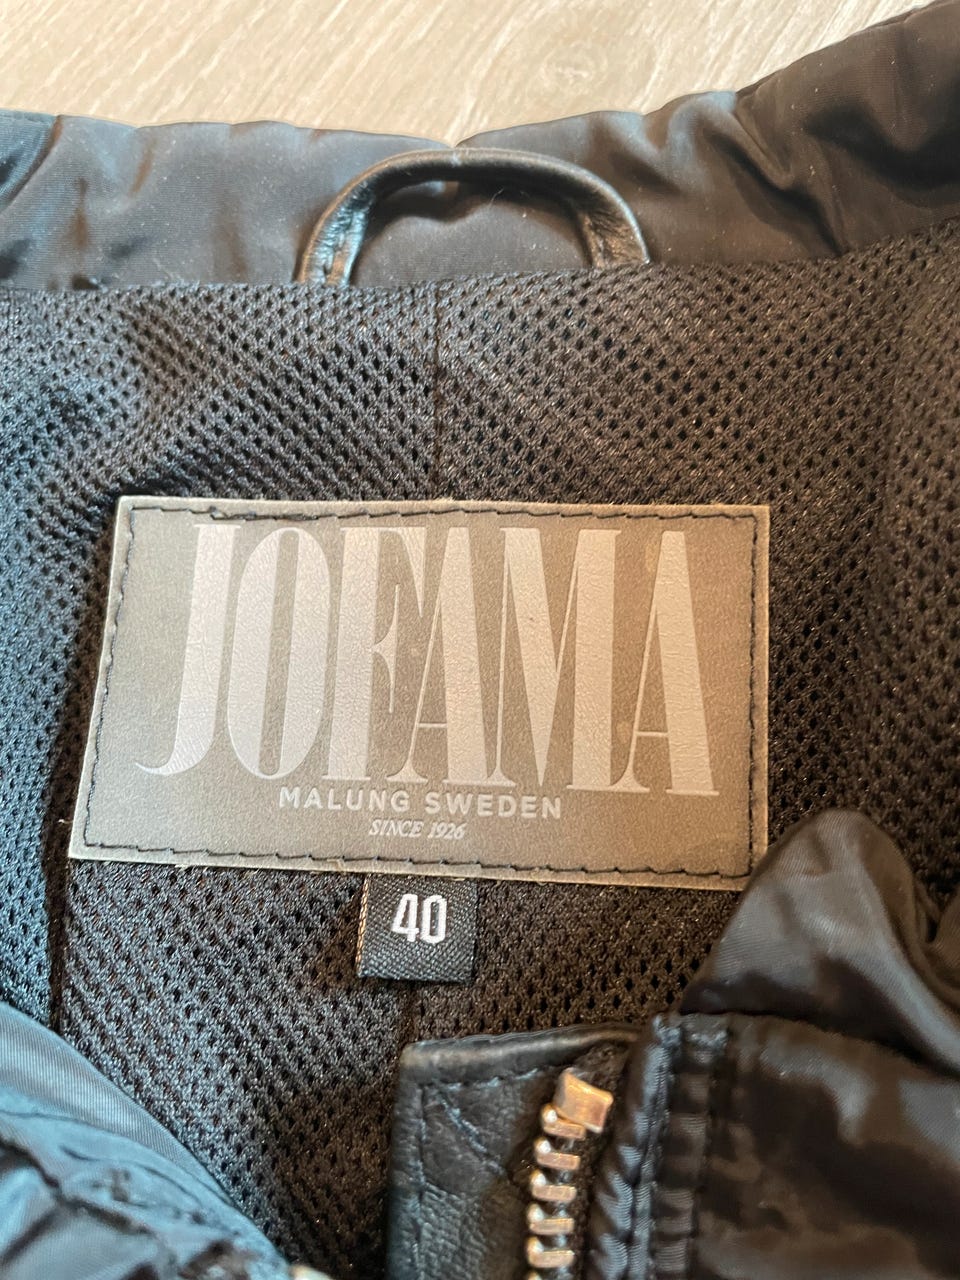 JOFAMA
MALUNG SWEDEN
SINCE 1926
40